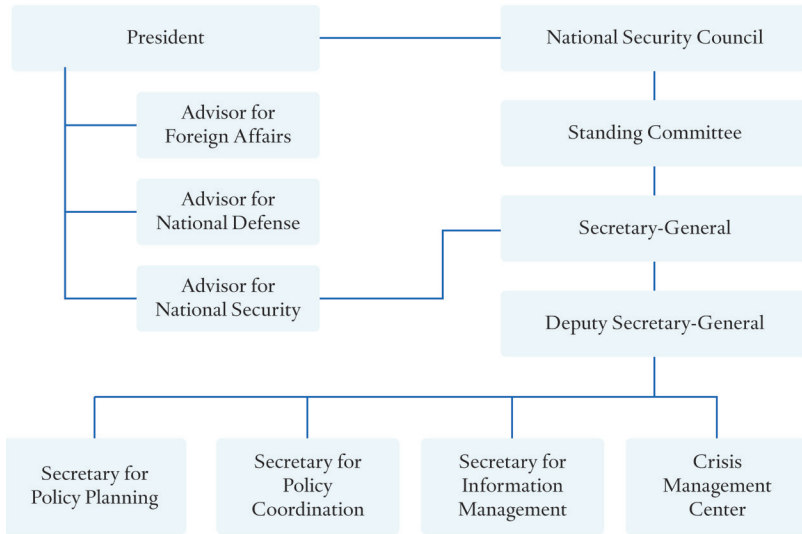 President
National Security Council
Advisor for
Foreign Affairs
Standing Committee
Advisor for
National Defense
Secretary-General
Advisor for
National Security
Deputy Secretary-General
Secretary for
Policy Planning
Secretary for
Policy
Coordination
Secretary for
Information
Management
Crisis
Management
Center